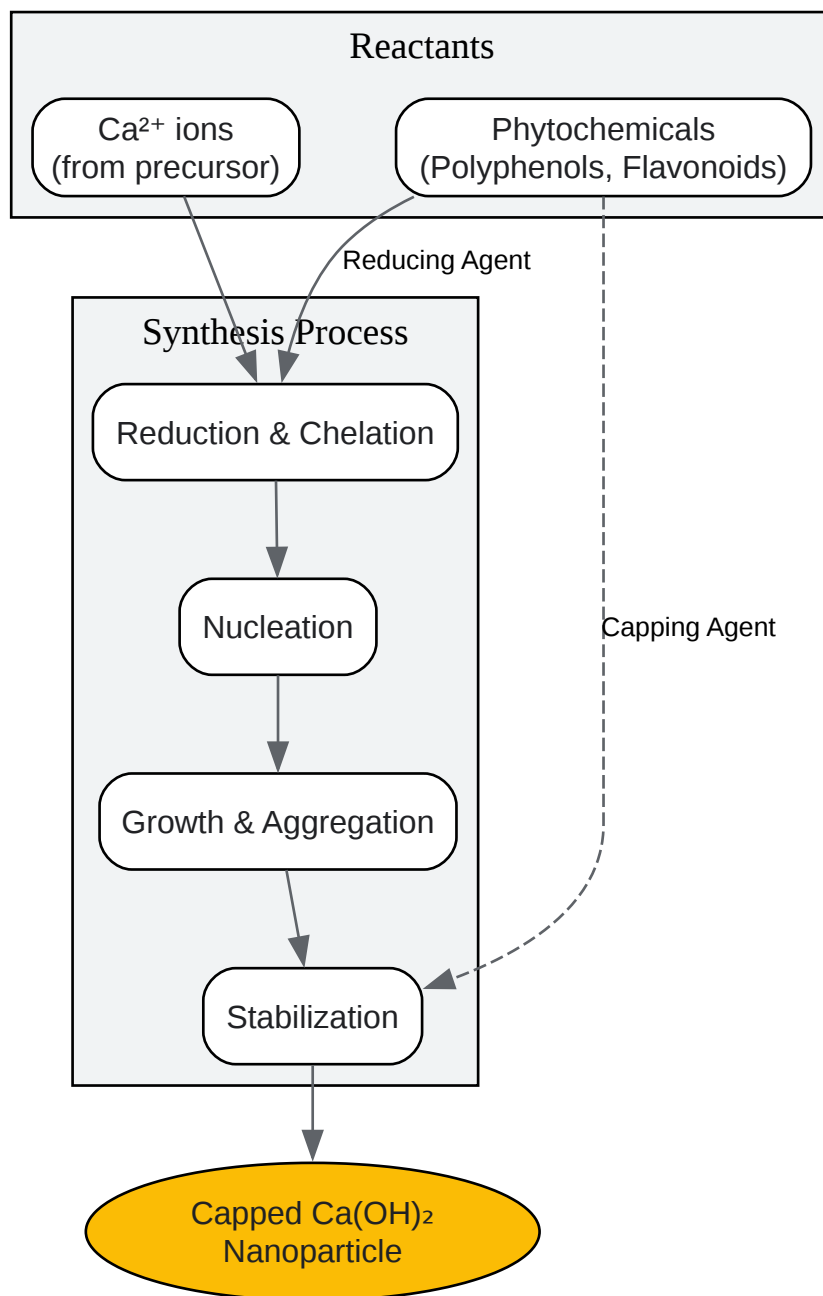 Reactants
Ca²⁺ ions
(from precursor)
Phytochemicals
(Polyphenols, Flavonoids)
Reducing Agent
Synthesis Process
Reduction & Chelation
Nucleation
Capping Agent
Growth & Aggregation
Stabilization
Capped Ca(OH)₂
Nanoparticle